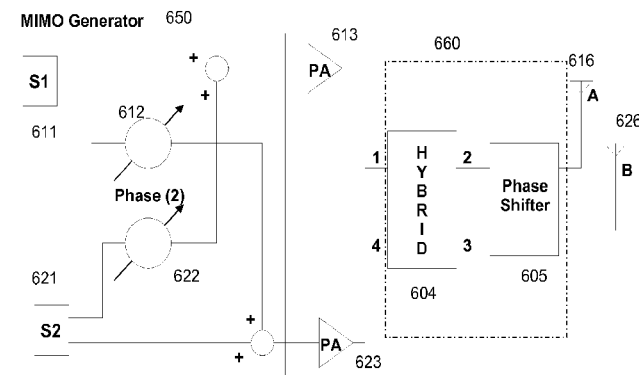 MIMO Generator 650
613
660
616
+
PA
S1
+
A
612
626
611
1
H
Y
B
R
I
D
2
B
Phase (2)
Phase
Shifter
4
3
621
622
604
605
S2
+
PA
+
623